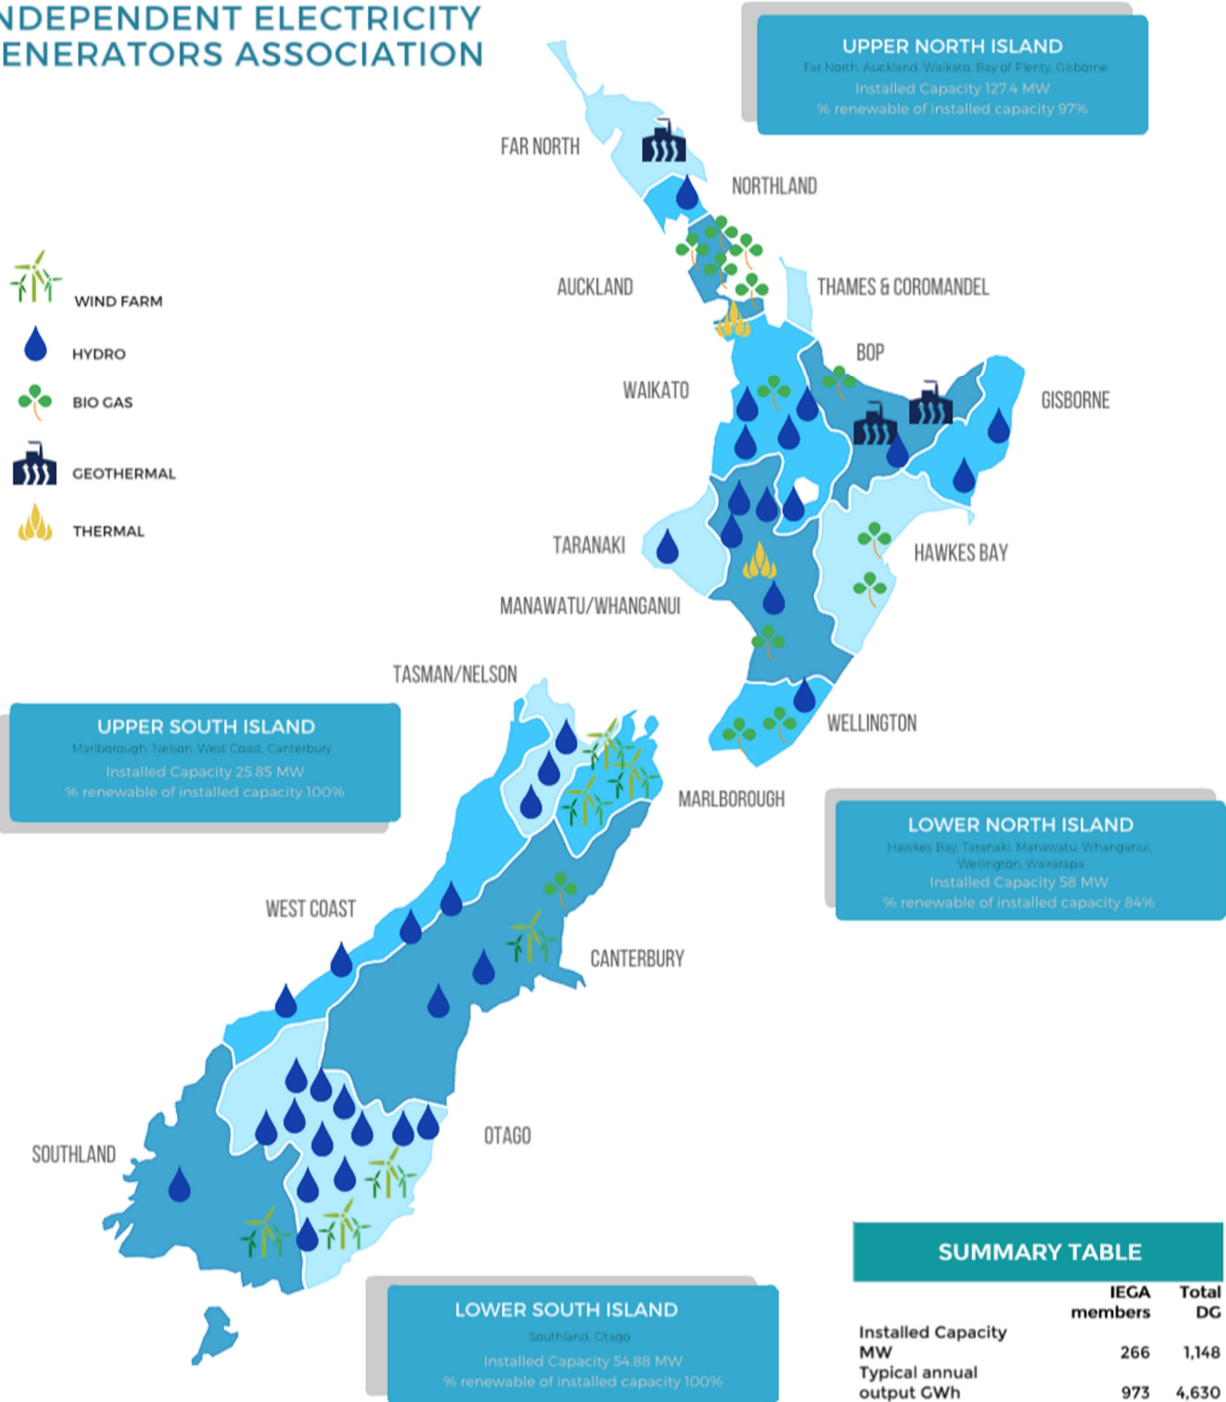 NDEPENDENT ELECTRICITY
ENERATORS ASSOCIATION
UPPER NORTH ISLAND
Far North, Auckland, Waikato, Bay of Plenty, Gisborne
Installed Capacity 127.4 MW
% renewable of installed capacity 97%
FAR NORTH
NORTHLAND
AUCKLAND
THAMES & COROMANDEL
WIND FARM
HYDRO
BIO GAS
GEOTHERMAL
THERMAL
BOP
WAIKATO
GISBORNE
TARANAKI
HAWKES BAY
MANAWATU/WHANGANUI
TASMAN/NELSON
WELLINGTON
UPPER SOUTH ISLAND
Marlborough, Nelson, West Coast, Canterbury
Installed Capacity 25.85 MW
% renewable of installed capacity 100%
MARLBOROUGH
LOWER NORTH ISLAND
Hawkes Bay, Taranaki, Manawatu, Whanganui,
Wellington, Wairarapa
Installed Capacity 58 MW
% renewable of installed capacity 84%
WEST COAST
CANTERBURY
SOUTHLAND
OTAGO
LOWER SOUTH ISLAND
Southland, Otago
Installed Capacity 54.88 MW
% renewable of installed capacity 100%
SUMMARY TABLE
IEGA Total
members DG
Installed Capacity
MW 266 1,148
Typical annual
output GWh 973 4,630